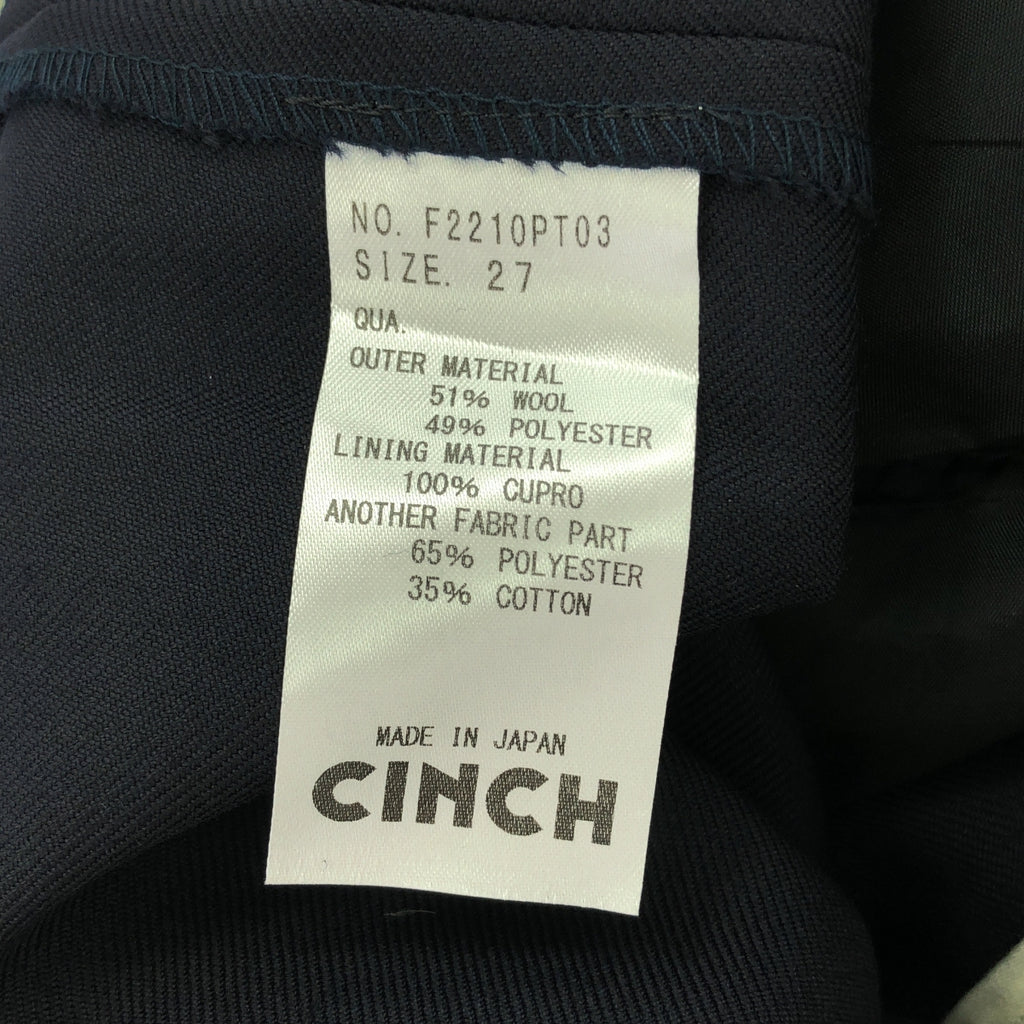 NO. F2210PT03
SIZE. 27
QUA.
OUTER MATERIAL
51% WOOL
49% POLYESTER
LINING MATERIAL
100% CUPRO
ANOTHER FABRIC PART
65% POLYESTER
35% COTTON
MADE IN JAPAN
CINCH